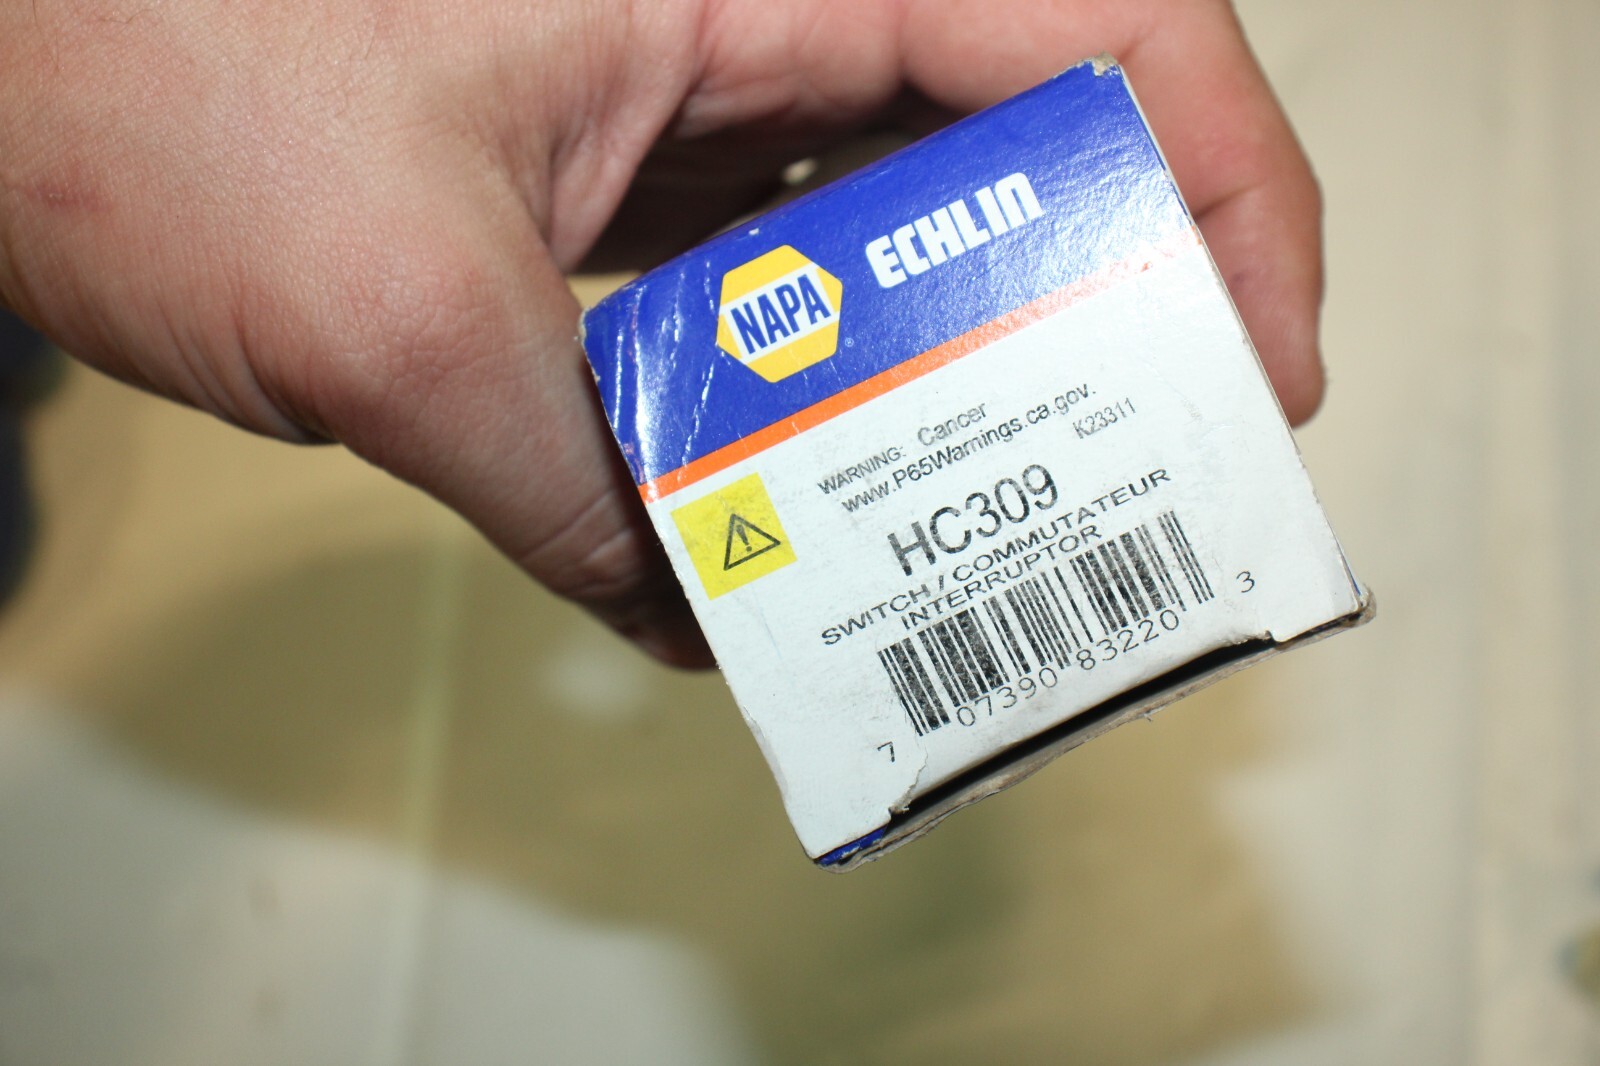 NAPA
ECHLIN
WARNING: Cancer
www.P65Warnings.ca.gov.
K23311
HC309
SWITCH / COMMUTATEUR
INTERRUPTOR
7 07390 83220 3